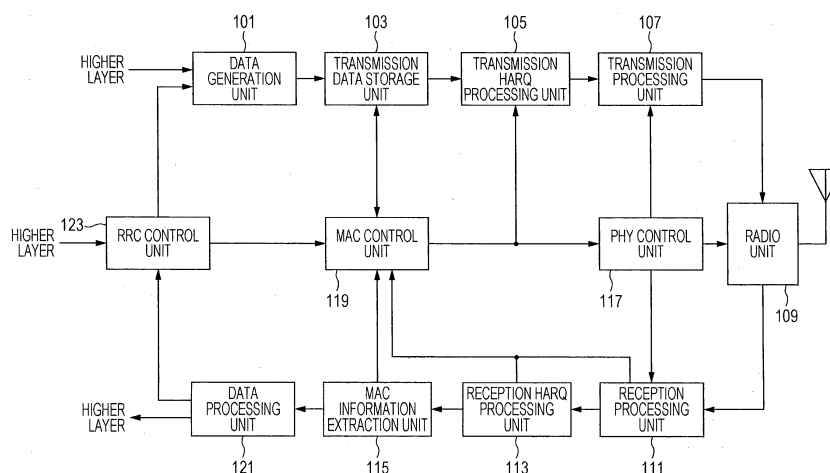 101
103
105
107
HIGHER
LAYER
DATA
GENERATION
UNIT
TRANSMISSION
DATA STORAGE
UNIT
TRANSMISSION
HARQ
PROCESSING UNIT
TRANSMISSION
PROCESSING
UNIT
123
HIGHER
LAYER
RRC CONTROL
UNIT
MAC CONTROL
UNIT
119
PHY CONTROL
UNIT
117
RADIO
UNIT
109
HIGHER
LAYER
DATA
PROCESSING
UNIT
121
MAC
INFORMATION
EXTRACTION UNIT
115
RECEPTION HARQ
PROCESSING
UNIT
113
RECEPTION
PROCESSING
UNIT
111